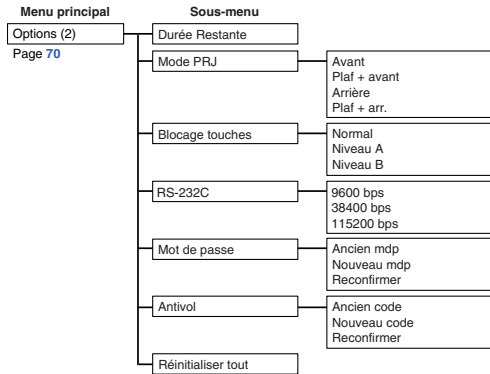 Menu principal
Sous-menu
Options (2)
Page 70
Durée Restante
Mode PRJ
Avant
Plaf + avant
Arrière
Plaf + arr.
Blocage touches
Normal
Niveau A
Niveau B
RS-232C
9600 bps
38400 bps
115200 bps
Mot de passe
Ancien mdp
Nouveau mdp
Reconfirmer
Antivol
Ancien code
Nouveau code
Reconfirmer
Réinitialiser tout